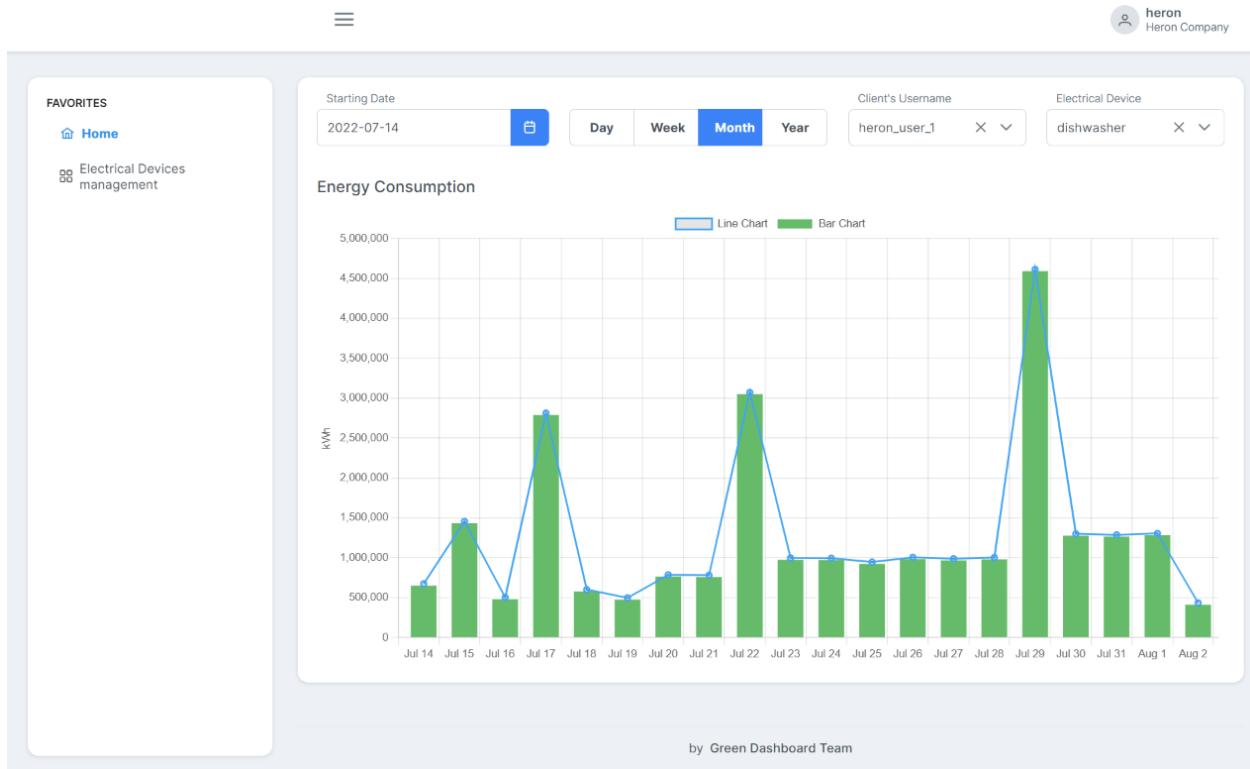 heron
Heron Company
FAVORITES
Home
Electrical Devices
management
Starting Date
2022-07-14
Day Week Month Year
Client's Username
heron_user_1
Electrical Device
dishwasher
Energy Consumption
Line Chart Bar Chart
5,000,000
4,500,000
4,000,000
3,500,000
3,000,000
2,500,000
2,000,000
1,500,000
1,000,000
500,000
0
kWh
Jul 14 Jul 15 Jul 16 Jul 17 Jul 18 Jul 19 Jul 20 Jul 21 Jul 22 Jul 23 Jul 24 Jul 25 Jul 26 Jul 27 Jul 28 Jul 29 Jul 30 Jul 31 Aug 1 Aug 2
by Green Dashboard Team